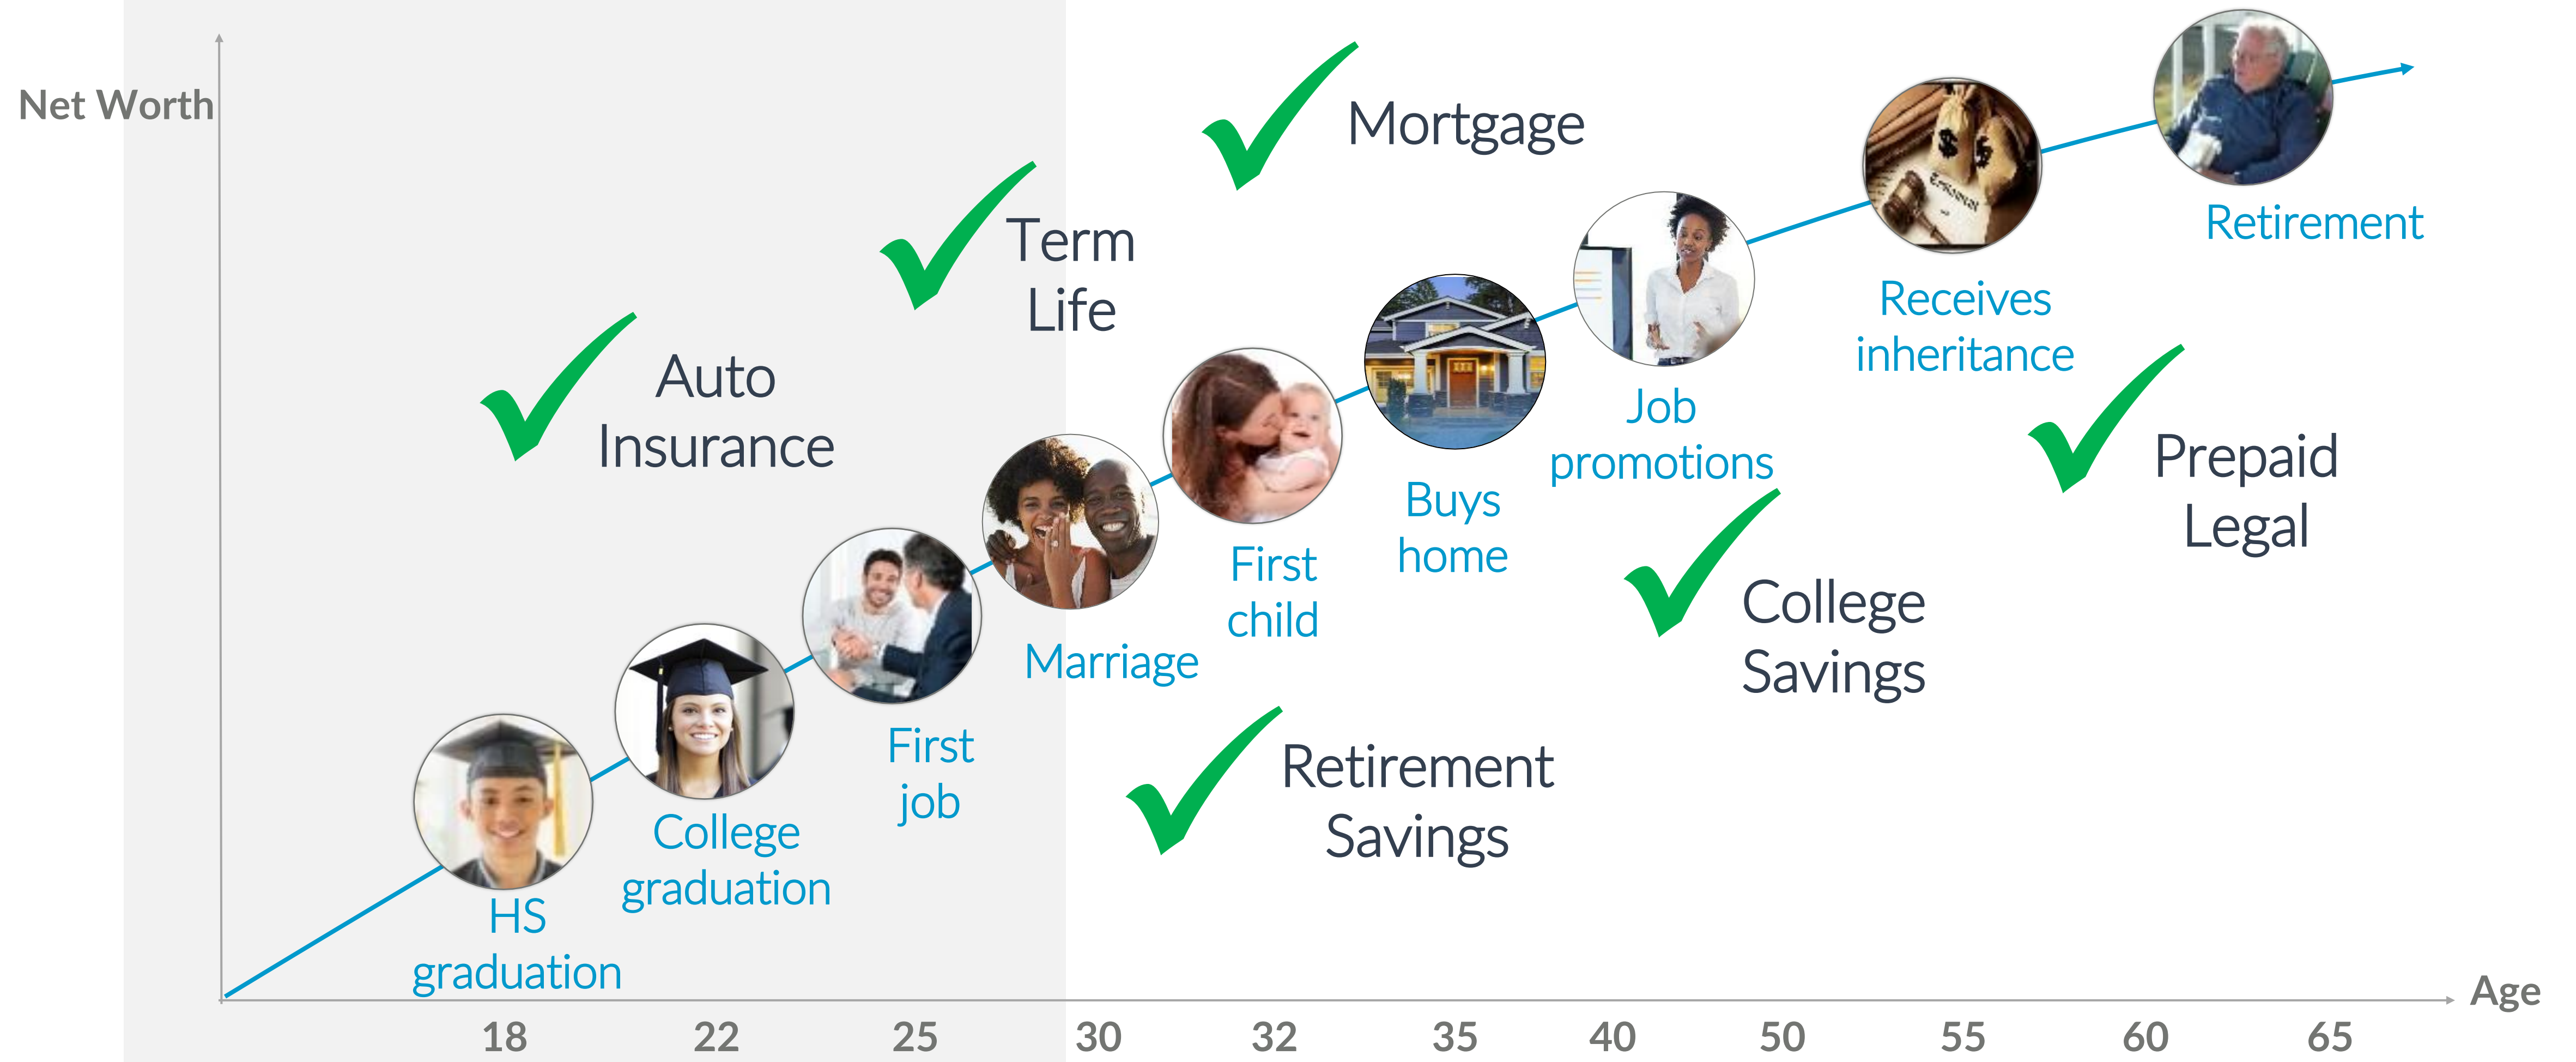 Net Worth
Mortgage
Term
Life
Auto
Insurance
Retirement
Receives
inheritance
Job
promotions
Prepaid
Legal
Buys
home
First
child
College
Savings
Marriage
First
job
Retirement
Savings
College
graduation
HS
graduation
Age
18 22 25 30 32 35 40 50 55 60 65